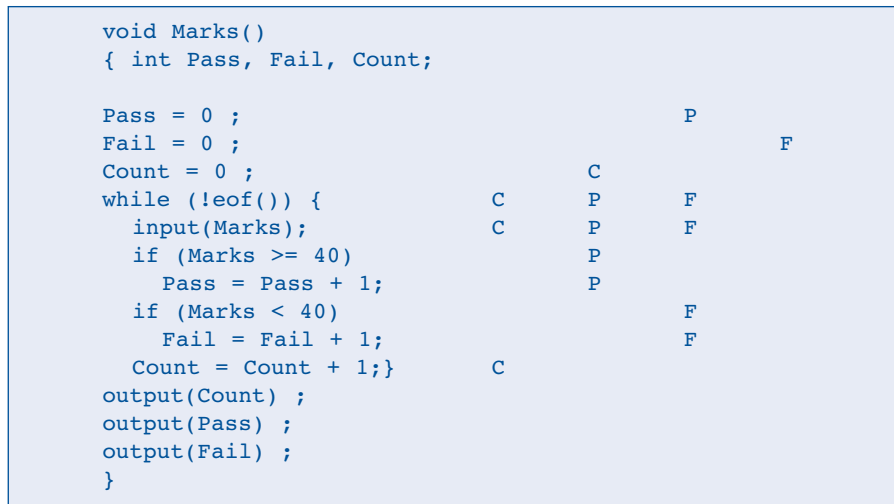 void Marks()
{ int Pass, Fail, Count;
Pass = 0 ; P
Fail = 0 ; F
Count = 0 ; C
while (!eof()) { C P F
input(Marks); C P F
if (Marks >= 40) P
Pass = Pass + 1; P
if (Marks < 40) F
Fail = Fail + 1; F
Count = Count + 1;} C
output(Count) ;
output(Pass) ;
output(Fail) ;
}